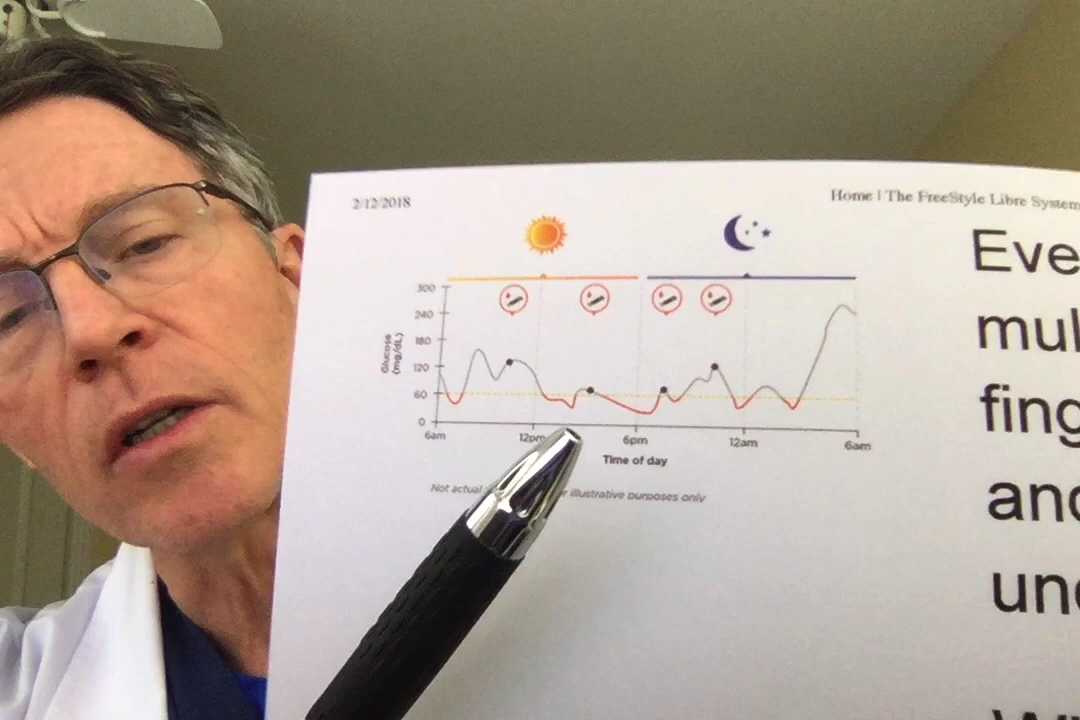 2/12/2018
Home | The FreeStyle Libre System
Eve
mul
fing
and
und
300
240
180
120
60
0
Glucose
(mg/dL)
6am 12pm 6pm 12am 6am
Time of day
Not actual r illustrative purposes only